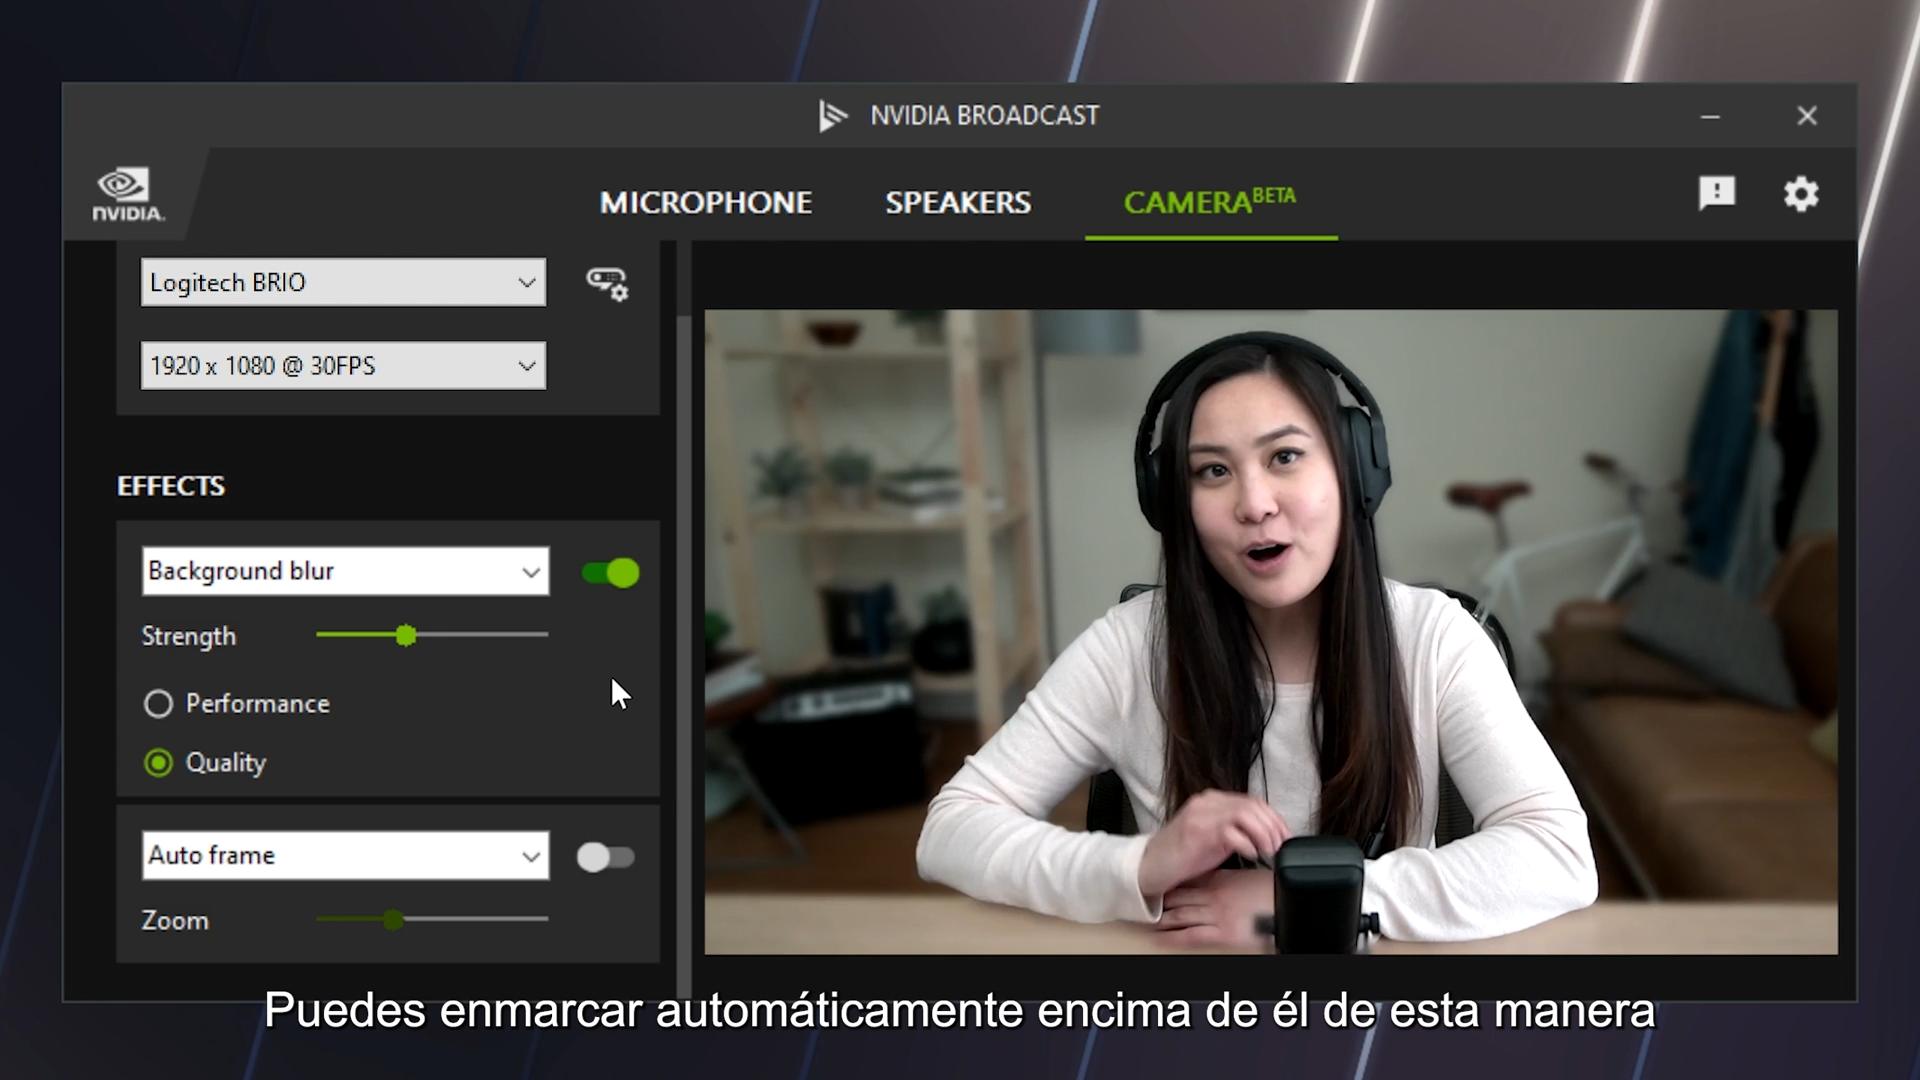 NVIDIA BROADCAST
NVIDIA.
MICROPHONE
SPEAKERS
CAMERA BETA
Logitech BRIO
1920 x 1080 @ 30FPS
EFFECTS
Background blur
Strength
Performance
Quality
Auto frame
Zoom
Puedes enmarcar automáticamente encima de él de esta manera